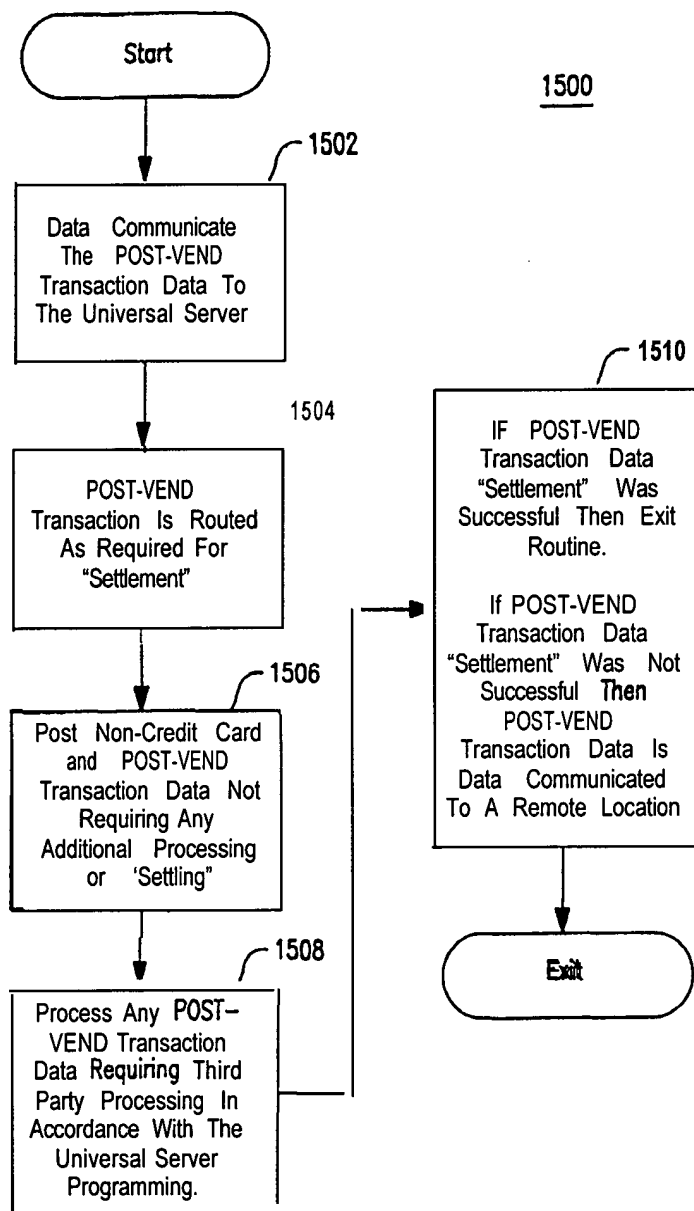 Start
1500
1502
Data Communicate
The POST-VEND
Transaction Data To
The Universal Server
1504
POST-VEND
Transaction Is Routed
As Required For
“Settlement”
1506
Post Non-Credit Card
and POST-VEND
Transaction Data Not
Requiring Any
Additional Processing
or ‘Settling”
1508
Process Any POST-
VEND Transaction
Data Requiring Third
Party Processing In
Accordance With The
Universal Server
Programming.
1510
IF POST-VEND
Transaction Data
“Settlement” Was
Successful Then Exit
Routine.
If POST-VEND
Transaction Data
“Settlement” Was Not
Successful Then
POST-VEND
Transaction Data Is
Data Communicated
To A Remote Location
Exit